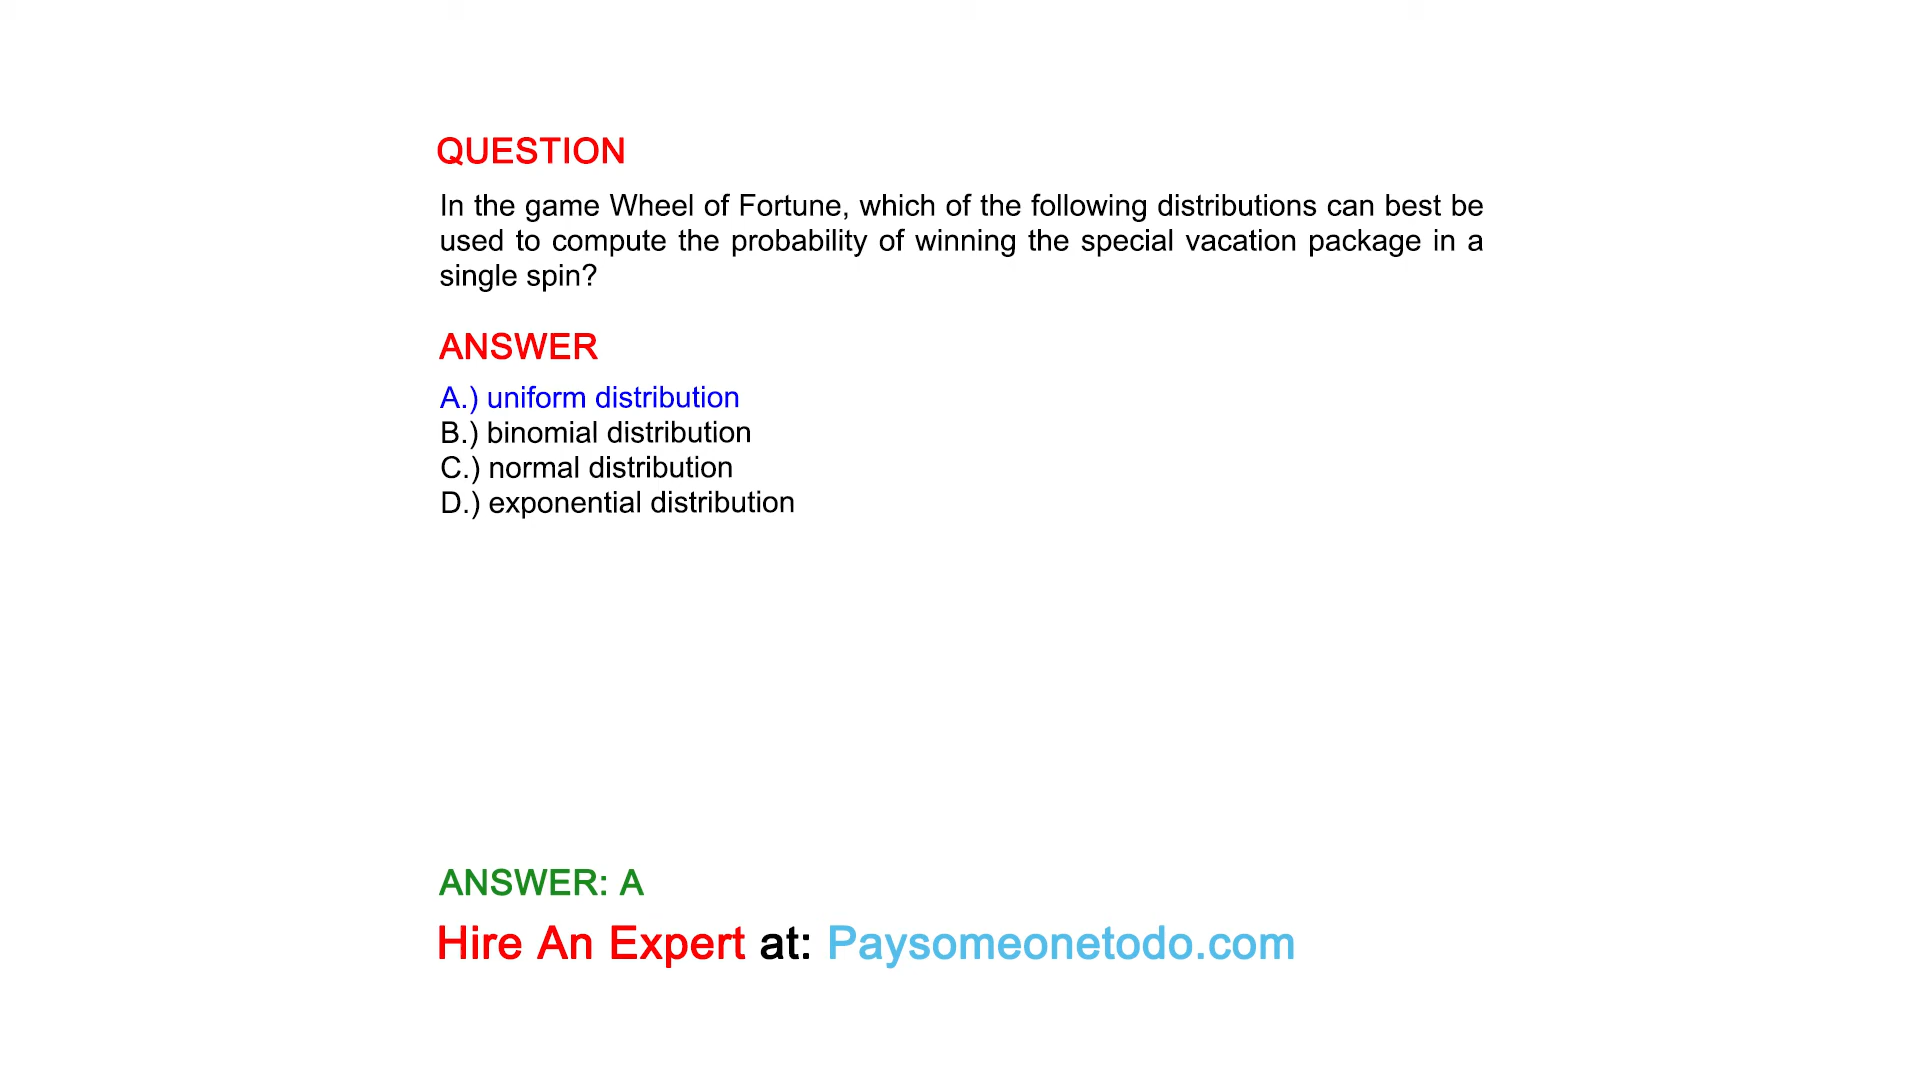 QUESTION
In the game Wheel of Fortune, which of the following distributions can best be
used to compute the probability of winning the special vacation package in a
single spin?
ANSWER
A.) uniform distribution
B.) binomial distribution
C.) normal distribution
D.) exponential distribution
ANSWER: A
Hire An Expert at: Paysomeonetodo.com